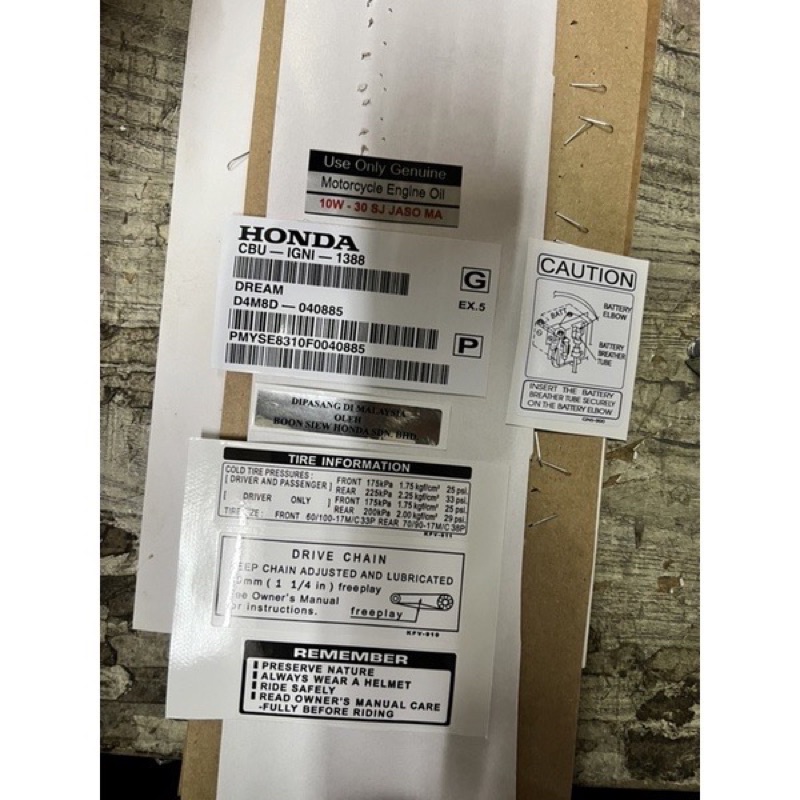 Use Only Genuine
Motorcycle Engine Oil
10W - 30 SJ JASO MA
HONDA
CBU — IGNI — 1388
G
DREAM
EX.5
D4M8D — 040885
P
PMYSE8310F0040885
CAUTION
BATT
BATTERY ELBOW
BATTERY BREATHER TUBE
INSERT THE BATTERY
BREATHER TUBE SECURELY
ON THE BATTERY ELBOW
DIPASANG DI MALAYSIA
OLEH
BOON SIEW HONDA SDN. BHD
TIRE INFORMATION
COLD TIRE PRESSURES :
[ DRIVER AND PASSENGER ] FRONT 175kPa 1.75 kgf/cm² 25 psi.
REAR 225kPa 2.25 kgf/cm² 33 psi.
[ DRIVER ONLY ] FRONT 175kPa 1.75 kgf/cm² 25 psi.
REAR 200kPa 2.00 kgf/cm² 29 psi.
TIRE SIZE : FRONT 60/100-17M/C33P REAR 70/90-17M/C 38P
DRIVE CHAIN
EEP CHAIN ADJUSTED AND LUBRICATED
0mm ( 1 1/4 in ) freeplay
ee Owner's Manual
or instructions.
freeplay
REMEMBER
PRESERVE NATURE
ALWAYS WEAR A HELMET
RIDE SAFELY
READ OWNER'S MANUAL CARE
-FULLY BEFORE RIDING